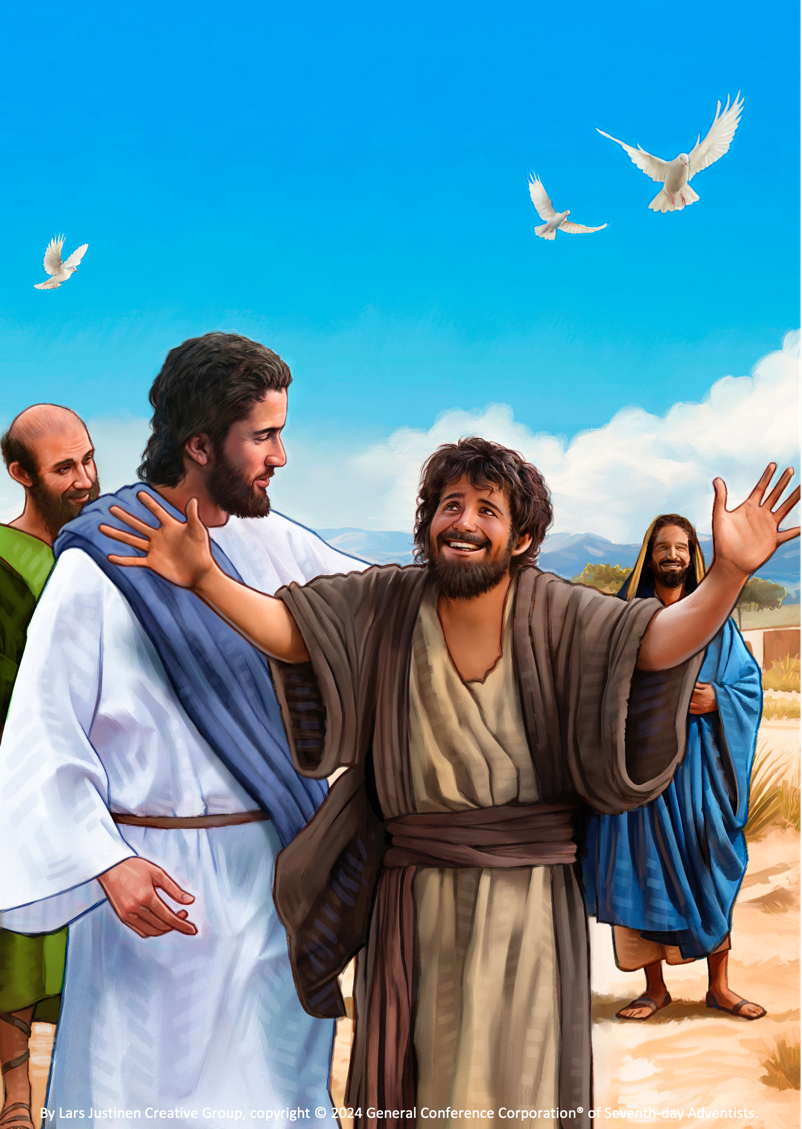 By Lars Justinen Creative Group, copyright © 2024 General Conference Corporation® of Seventh-day Adventists.